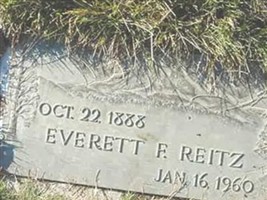 OCT. 22 1888
EVERETT F. REITZ
JAN. 16, 1960